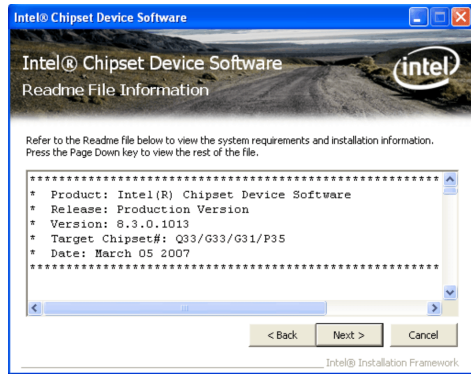 Intel® Chipset Device Software
Intel® Chipset Device Software
Readme File Information
intel
Refer to the Readme file below to view the system requirements and installation information.
Press the Page Down key to view the rest of the file.
************************************************
* Product: Intel(R) Chipset Device Software
* Release: Production Version
* Version: 8.3.0.1013
* Target Chipset#: Q33/G33/G31/P35
* Date: March 05 2007
************************************************
< Back
Next >
Cancel
Intel® Installation Framework